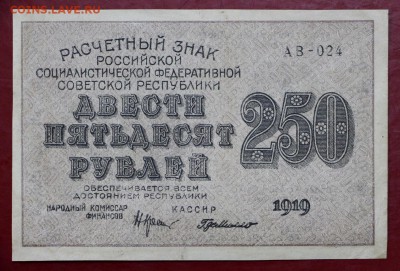 COINS.LAVE.RU
РАСЧЕТНЫЙ ЗНАК
РОССИЙСКОЙ
СОЦИАЛИСТИЧЕСКОЙ ФЕДЕРАТИВНОЙ
СОВЕТСКОЙ РЕСПУБЛИКИ
АВ-024
ДВЕСТИ
ПЯТЬДЕСЯТ
РУБЛЕЙ
250
ОБЕСПЕЧИВАЕТСЯ ВСЕМ
ДОСТОЯНИЕМ РЕСПУБЛИКИ
1919
НАРОДНЫЙ КОМИССАР
ФИНАНСОВ
КАССИР